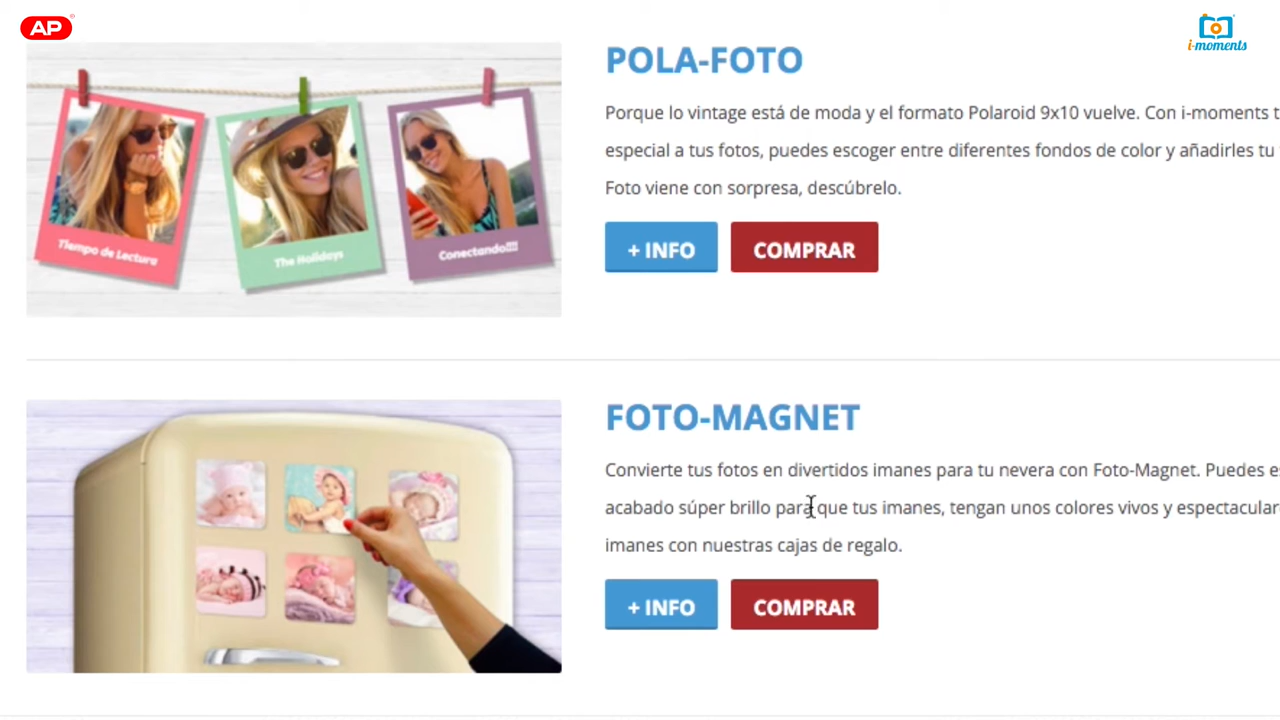 AP
i-moments
POLA-FOTO
Porque lo vintage está de moda y el formato Polaroid 9x10 vuelve. Con i-moments t
especial a tus fotos, puedes escoger entre diferentes fondos de color y añadirles tu
Foto viene con sorpresa, descúbrelo.
+ INFO COMPRAR
Tiempo de Lectura
The Holidays
Conectando!!!!
FOTO-MAGNET
Convierte tus fotos en divertidos imanes para tu nevera con Foto-Magnet. Puedes e
acabado súper brillo para que tus imanes, tengan unos colores vivos y espectacular
imanes con nuestras cajas de regalo.
+ INFO COMPRAR